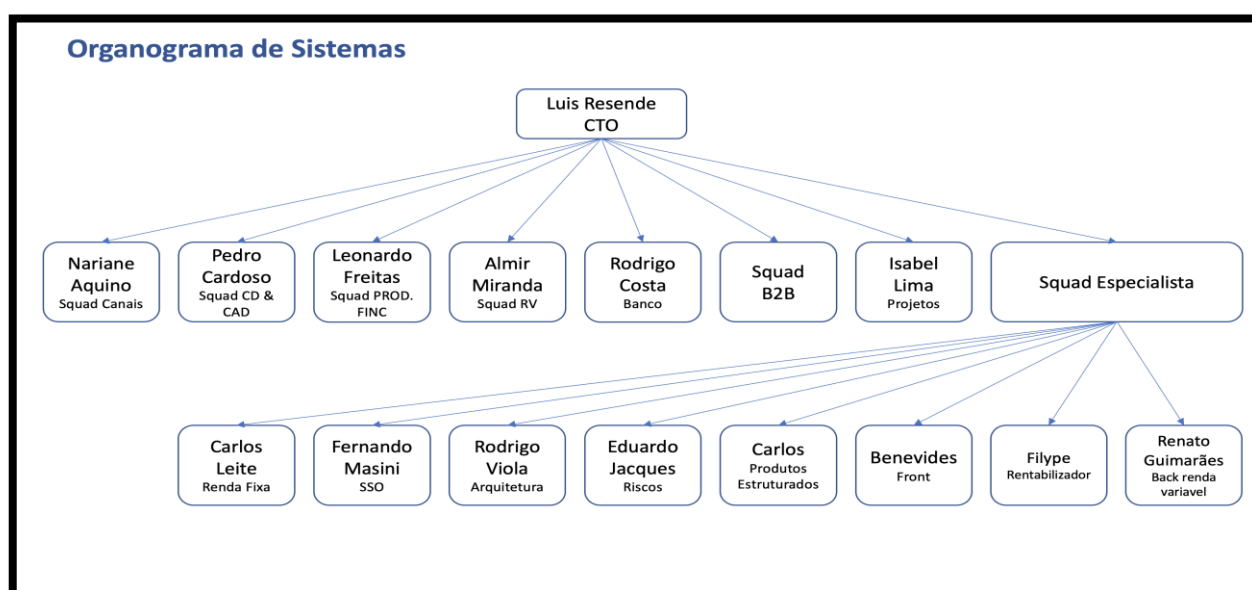 Organograma de Sistemas
Luis Resende
CTO
Nariane
Aquino
Squad Canais
Pedro
Cardoso
Squad CD &
CAD
Leonardo
Freitas
Squad PROD.
FINC
Almir
Miranda
Squad RV
Rodrigo
Costa
Banco
Squad
B2B
Isabel
Lima
Projetos
Squad Especialista
Carlos
Leite
Renda Fixa
Fernando
Masini
SSO
Rodrigo
Viola
Arquitetura
Eduardo
Jacques
Riscos
Carlos
Produtos
Estruturados
Benevides
Front
Filype
Rentabilizador
Renato
Guimarães
Back renda
variavel